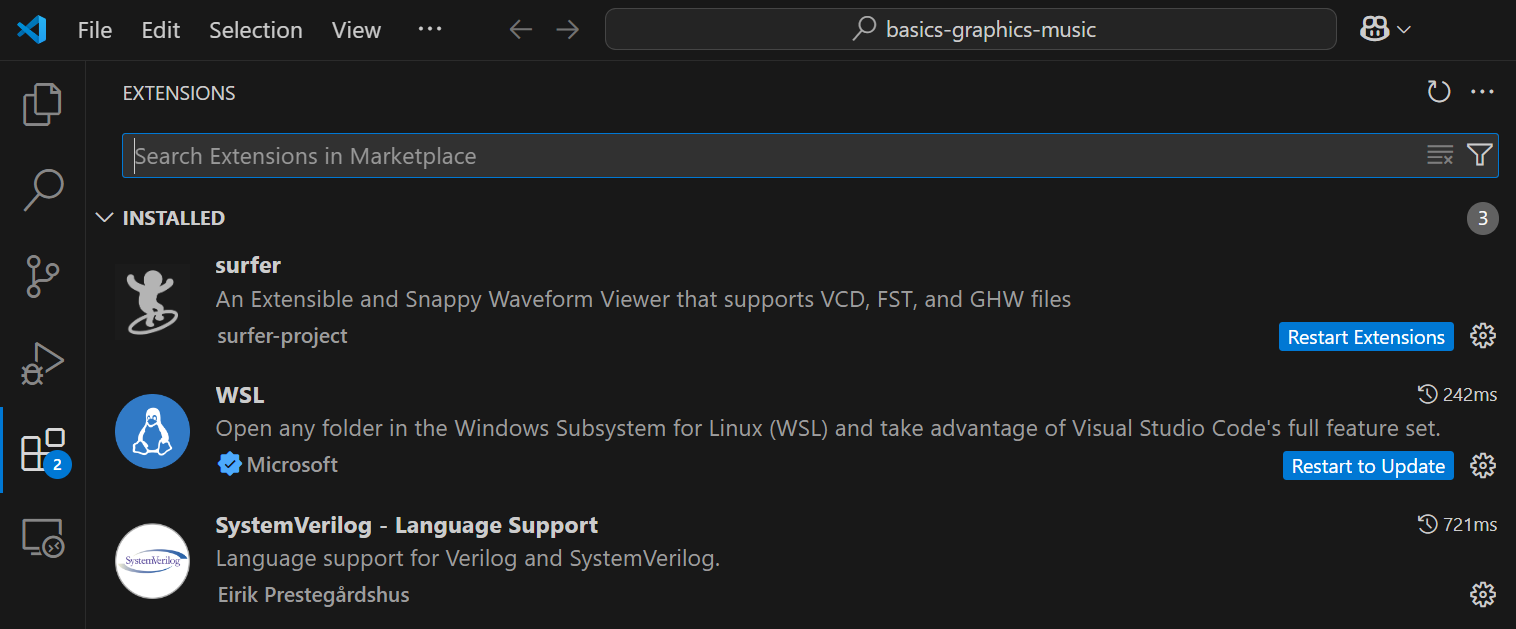 File Edit Selection View ··· basics-graphics-music
EXTENSIONS
Search Extensions in Marketplace
INSTALLED 3
surfer
An Extensible and Snappy Waveform Viewer that supports VCD, FST, and GHW files
surfer-project Restart Extensions
WSL 242ms
Open any folder in the Windows Subsystem for Linux (WSL) and take advantage of Visual Studio Code's full feature set.
Microsoft Restart to Update
2
SystemVerilog - Language Support 721ms
SystemVerilog
Language support for Verilog and SystemVerilog.
Eirik Prestegårdshus